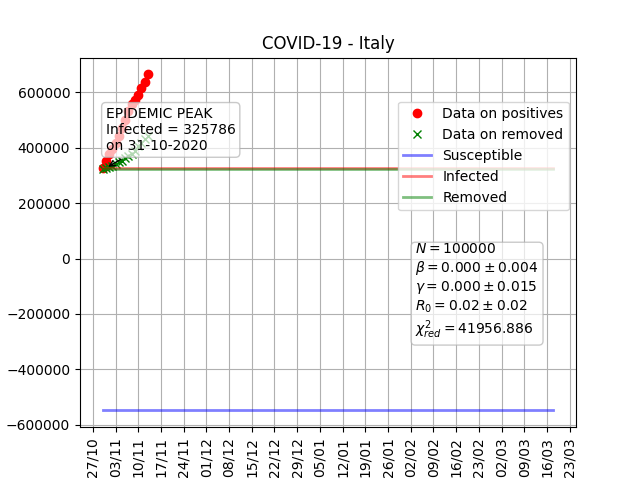 COVID-19 - Italy
600000
400000
200000
0
−200000
−400000
−600000
EPIDEMIC PEAK
Infected = 325786
on 31-10-2020
Data on positives
Data on removed
Susceptible
Infected
Removed
N = 100000
β = 0.000 ± 0.004
γ = 0.000 ± 0.015
R₀ = 0.02 ± 0.02
χ²red = 41956.886
27/10
03/11
10/11
17/11
24/11
01/12
08/12
15/12
22/12
29/12
05/01
12/01
19/01
26/01
02/02
09/02
16/02
23/02
02/03
09/03
16/03
23/03